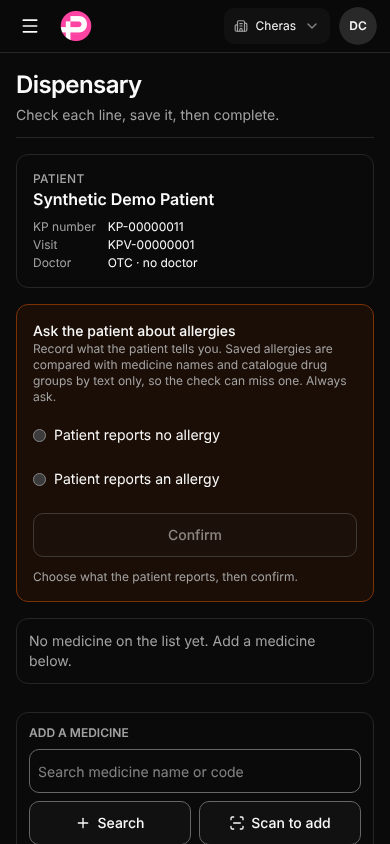 Cheras
DC
Dispensary
Check each line, save it, then complete.
PATIENT
Synthetic Demo Patient
KP number KP-00000011
Visit KPV-00000001
Doctor OTC · no doctor
Ask the patient about allergies
Record what the patient tells you. Saved allergies are
compared with medicine names and catalogue drug
groups by text only, so the check can miss one. Always
ask.
Patient reports no allergy
Patient reports an allergy
Confirm
Choose what the patient reports, then confirm.
No medicine on the list yet. Add a medicine
below.
ADD A MEDICINE
Search medicine name or code
Search
Scan to add